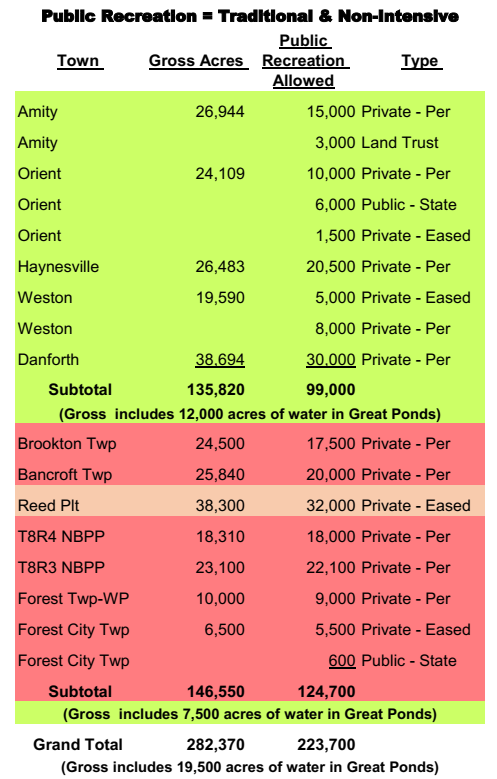 Public Recreation = Traditional & Non-Intensive
Public
Town Gross Acres Recreation Type
Allowed
Amity 26,944 15,000 Private - Per
Amity 3,000 Land Trust
Orient 24,109 10,000 Private - Per
Orient 6,000 Public - State
Orient 1,500 Private - Eased
Haynesville 26,483 20,500 Private - Per
Weston 19,590 5,000 Private - Eased
Weston 8,000 Private - Per
Danforth 38,694 30,000 Private - Per
Subtotal 135,820 99,000
(Gross includes 12,000 acres of water in Great Ponds)
Brookton Twp 24,500 17,500 Private - Per
Bancroft Twp 25,840 20,000 Private - Per
Reed Plt 38,300 32,000 Private - Eased
T8R4 NBPP 18,310 18,000 Private - Per
T8R3 NBPP 23,100 22,100 Private - Per
Forest Twp-WP 10,000 9,000 Private - Per
Forest City Twp 6,500 5,500 Private - Eased
Forest City Twp 600 Public - State
Subtotal 146,550 124,700
(Gross includes 7,500 acres of water in Great Ponds)
Grand Total 282,370 223,700
(Gross includes 19,500 acres of water in Great Ponds)